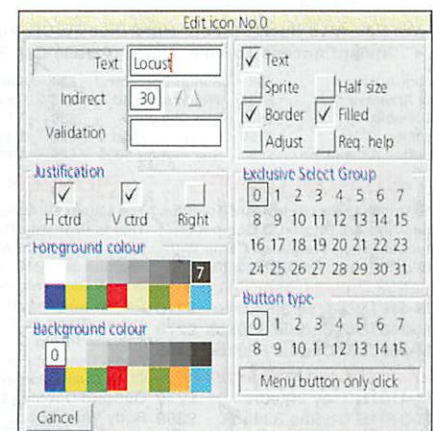 Edit icon No.0
Text Locust
Indirect 30
Validation
Text
Sprite Half size
Border Filled
Adjust Req. help
Justification
H ctrd V ctrd Right
Foreground colour
7
Background colour
0
Exclusive Select Group
0 1 2 3 4 5 6 7
8 9 10 11 12 13 14 15
16 17 18 19 20 21 22 23
24 25 26 27 28 29 30 31
Button type
0 1 2 3 4 5 6 7
8 9 10 11 12 13 14 15
Menu button only click
Cancel